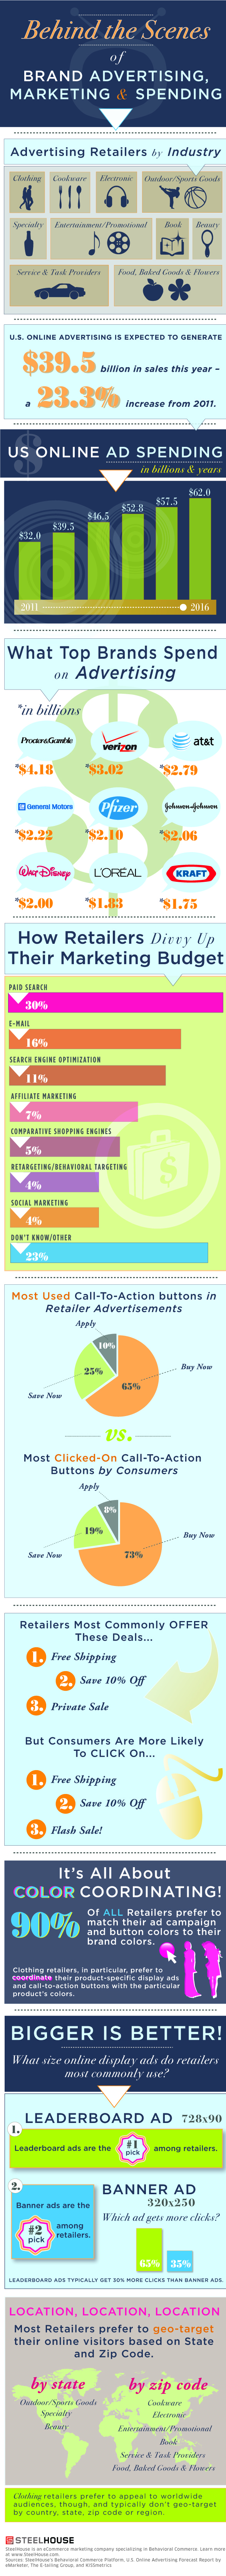 Behind the Scenes
of
BRAND ADVERTISING,
MARKETING & SPENDING
Advertising Retailers by Industry
Clothing Cookware Electronic Outdoor/Sports Goods
Specialty Entertainment/Promotional Book Beauty
Service & Task Providers Food, Baked Goods & Flowers
U.S. ONLINE ADVERTISING IS EXPECTED TO GENERATE
$39.5 billion in sales this year –
a 23.3% increase from 2011.
US ONLINE AD SPENDING
in billions & years
$32.0 $39.5 $46.5 $52.8 $57.5 $62.0
2011 2016
What Top Brands Spend
on Advertising
*in billions
Procter&Gamble verizon at&t
*$4.18 *$3.02 *$2.79
GM General Motors Pfizer Johnson & Johnson
*$2.22 *$2.10 *$2.06
WALT DISNEY L'ORÉAL KRAFT
*$2.00 *$1.83 *$1.75
How Retailers Divvy Up
Their Marketing Budget
PAID SEARCH
30%
E-MAIL
16%
SEARCH ENGINE OPTIMIZATION
11%
AFFILIATE MARKETING
7%
COMPARATIVE SHOPPING ENGINES
5%
RETARGETING/BEHAVIORAL TARGETING
4%
SOCIAL MARKETING
4%
DON'T KNOW/OTHER
23%
Most Used Call-To-Action buttons in
Retailer Advertisements
Apply
10%
25%
Buy Now
65%
Save Now
vs.
Most Clicked-On Call-To-Action
Buttons by Consumers
Apply
8%
19%
Buy Now
Save Now
73%
Retailers Most Commonly OFFER
These Deals...
1. Free Shipping
2. Save 10% Off
3. Private Sale
But Consumers Are More Likely
To CLICK On...
1. Free Shipping
2. Save 10% Off
3. Flash Sale!
It's All About
COLOR COORDINATING!
90% Of ALL Retailers prefer to
match their ad campaign
and button colors to their
brand colors.
Clothing retailers, in particular, prefer to
coordinate their product-specific display ads
and call-to-action buttons with the particular
product's colors.
BIGGER IS BETTER!
What size online display ads do retailers
most commonly use?
LEADERBOARD AD 728x90
1.
Leaderboard ads are the #1 pick among retailers.
2.
BANNER AD
320x250
Banner ads are the
#2 pick among retailers.
Which ad gets more clicks?
65% 35%
LEADERBOARD ADS TYPICALLY GET 30% MORE CLICKS THAN BANNER ADS.
LOCATION, LOCATION, LOCATION
Most Retailers prefer to geo-target
their online visitors based on State
and Zip Code.
by state by zip code
Outdoor/Sports Goods
Specialty
Beauty
Cookware
Electronic
Entertainment/Promotional
Book
Service & Task Providers
Food, Baked Goods & Flowers
Clothing retailers prefer to appeal to worldwide
audiences, though, and typically don't geo-target
by country, state, zip code or region.
STEELHOUSE
SteelHouse is an eCommerce marketing company specializing in Behavioral Commerce. Learn more
at www.SteelHouse.com.
Sources: SteelHouse's Behavioral Commerce Platform, U.S. Online Advertising Forecast Report by
eMarketer, The E-tailing Group, and KISSmetrics